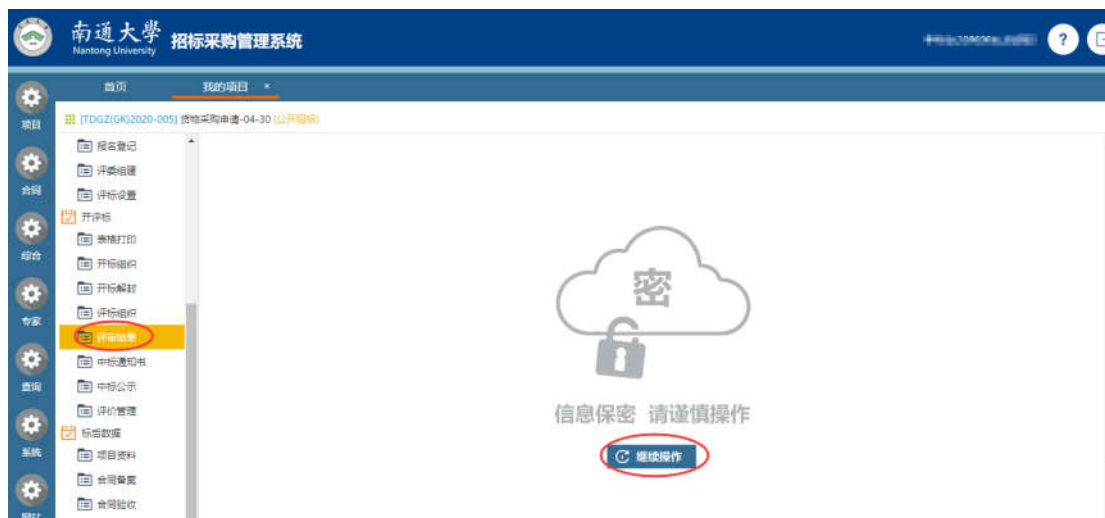 南通大學
Nantong University
招标采购管理系统
?
首页
我的项目 ×
[TDGZ(GK)2020-005] 货物采购申请-04-30 (公开招标)
项目
合同
综合
专家
查询
系统
网站
报名登记
评委组建
评标设置
开评标
表格打印
开标组织
开标解封
评标组织
评审结果
中标通知书
中标公示
评价管理
标后数据
项目资料
合同备案
合同验收
密
信息保密 请谨慎操作
继续操作